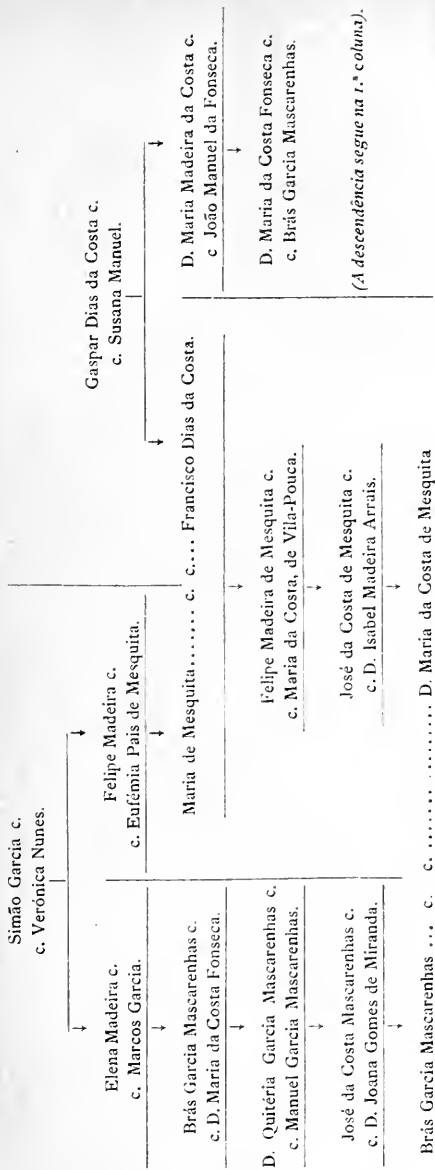 Simão Garcia c.
c. Verónica Nunes.
Elena Madeira c.
c. Marcos Garcia.
Felipe Madeira c.
c. Eufémia Pais de Mesquita.
Gaspar Dias da Costa c.
c. Susana Manuel.
Brás Garcia Mascarenhas c.
c. D. Maria da Costa Fonseca.
Maria de Mesquita....... c. c.... Francisco Dias da Costa.
D. Maria Madeira da Costa c.
c João Manuel da Fonseca.
D. Quitéria Garcia Mascarenhas c.
c. Manuel Garcia Mascarenhas.
Felipe Madeira de Mesquita c.
c. Maria da Costa, de Vila-Pouca.
D. Maria da Costa Fonseca c.
c. Brás Garcia Mascarenhas.
José da Costa Mascarenhas c.
c. D. Joana Gomes de Miranda.
José da Costa de Mesquita c.
c. D. Isabel Madeira Arrais.
(A descendência segue na 1.ª coluna).
Brás Garcia Mascarenhas ... c. c. ....... ......... D. Maria da Costa de Mesquita